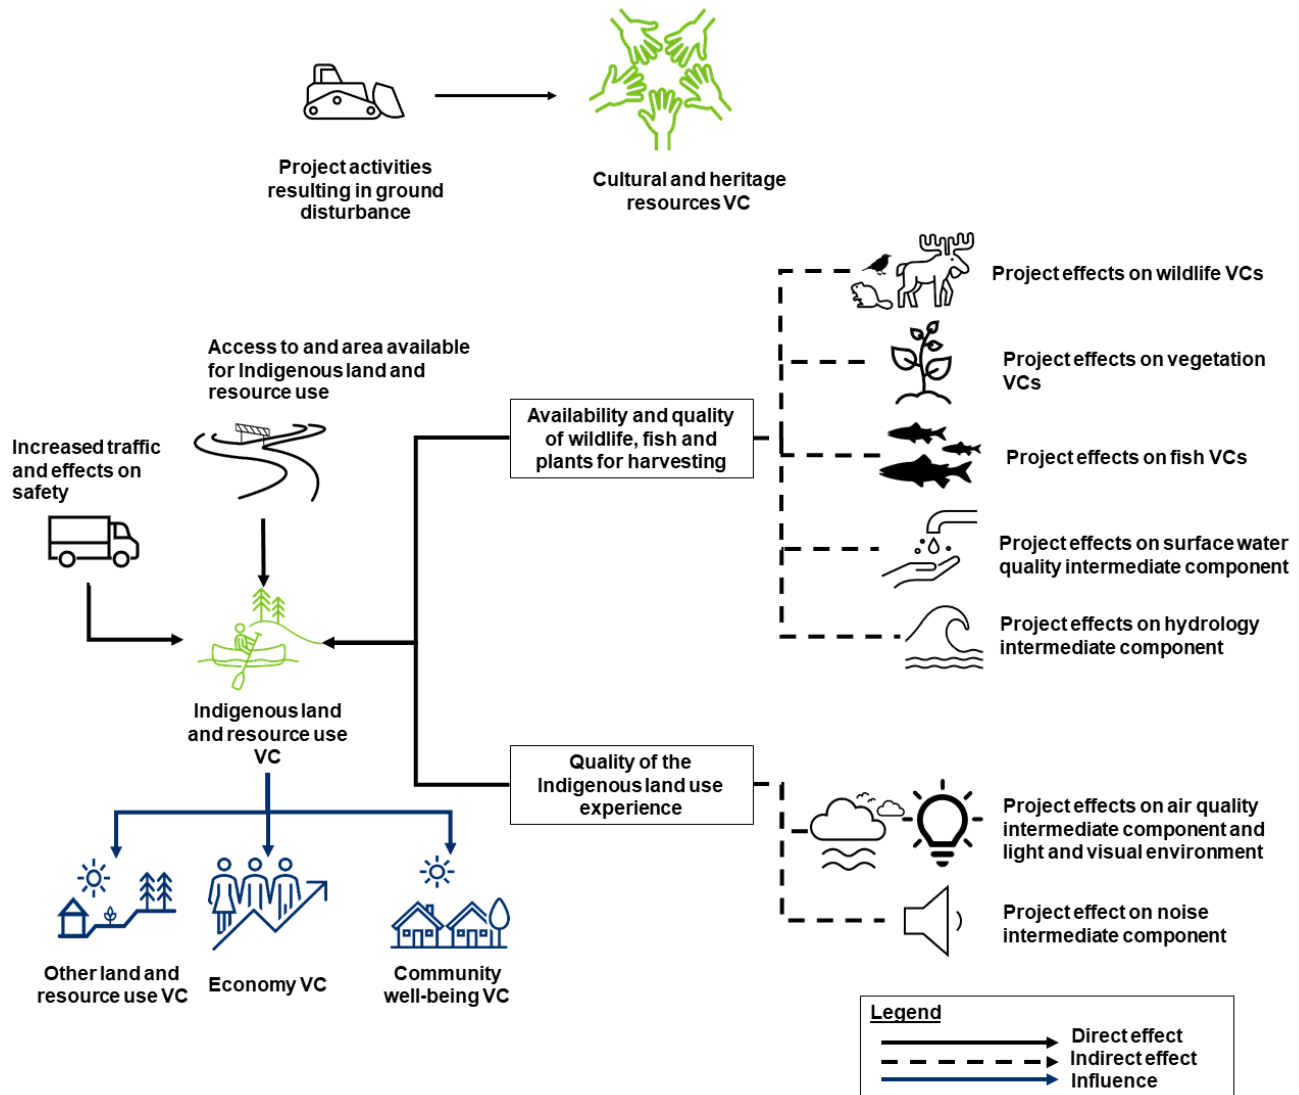 Project activities
resulting in ground
disturbance
Cultural and heritage
resources VC
Project effects on wildlife VCs
Project effects on vegetation
VCs
Project effects on fish VCs
Project effects on surface water
quality intermediate component
Project effects on hydrology
intermediate component
Access to and area available
for Indigenous land and
resource use
Increased traffic
and effects on
safety
Availability and quality
of wildlife, fish and
plants for harvesting
Indigenous land
and resource use
VC
Quality of the
Indigenous land use
experience
Project effects on air quality
intermediate component and
light and visual environment
Project effect on noise
intermediate component
Other land and
resource use VC
Economy VC
Community
well-being VC
Legend
Direct effect
Indirect effect
Influence